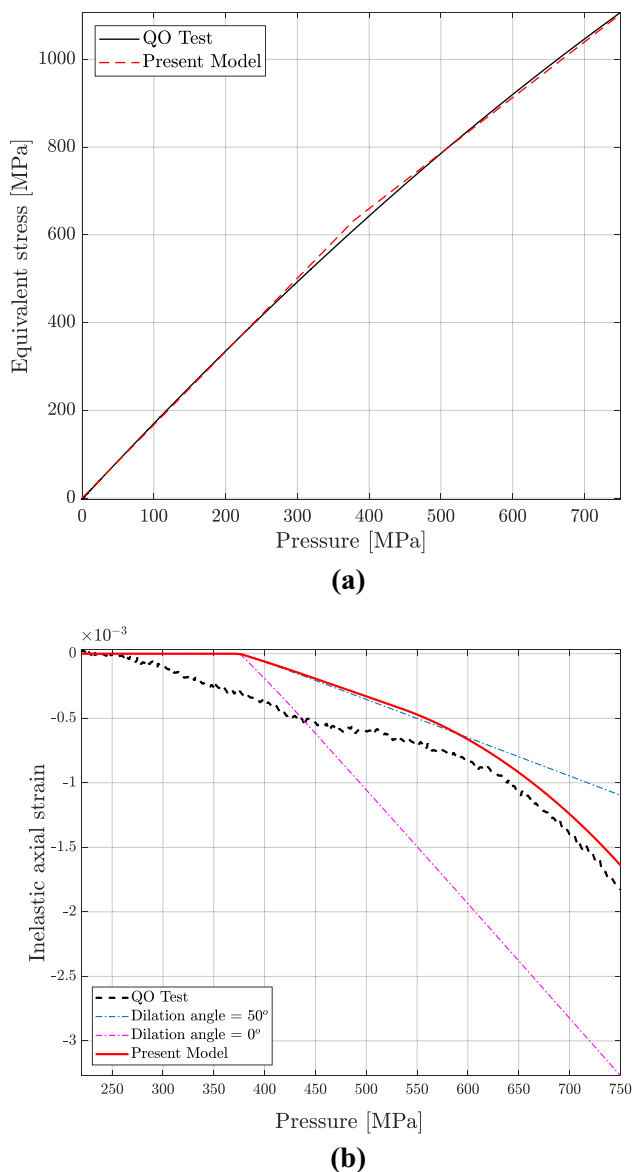 QO Test
Present Model
1000
800
600
400
200
0
Equivalent stress [MPa]
0 100 200 300 400 500 600 700
Pressure [MPa]
(a)
×10⁻³
0
-0.5
-1
-1.5
-2
-2.5
-3
Inelastic axial strain
QO Test
Dilation angle = 50ᵒ
Dilation angle = 0ᵒ
Present Model
250 300 350 400 450 500 550 600 650 700 750
Pressure [MPa]
(b)